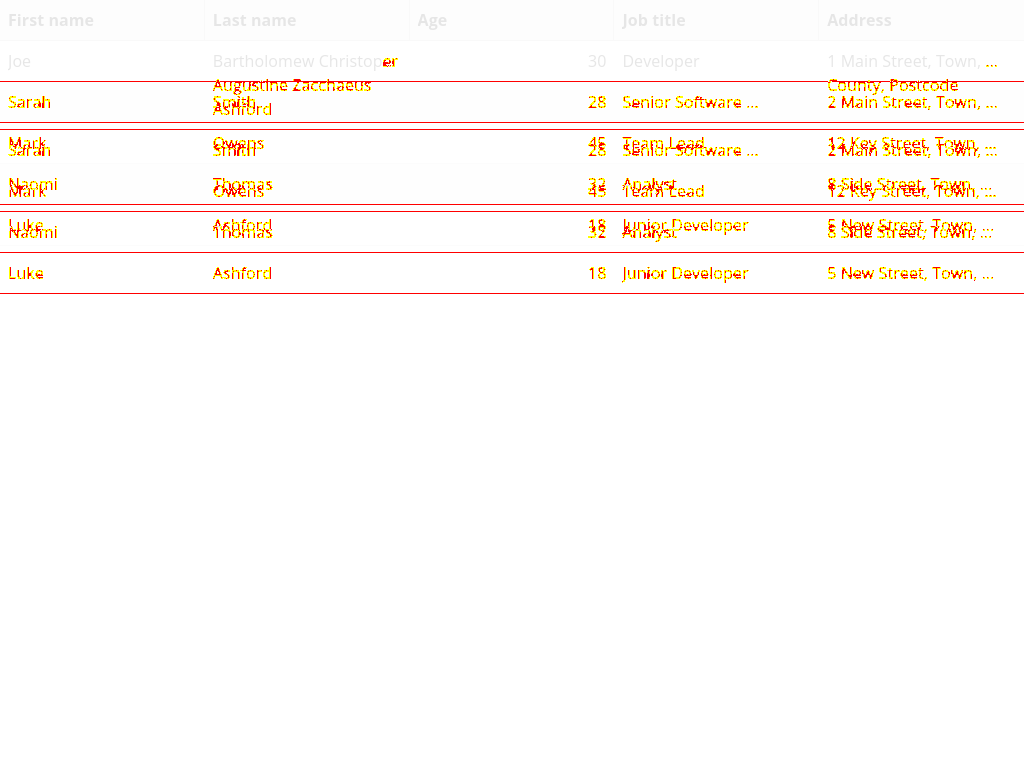 First name Last name Age Job title Address
Joe Bartholomew Christopher 30 Developer 1 Main Street, Town, ...
Augustine Zacchaeus County, Postcode
Sarah Smith 28 Senior Software ... 2 Main Street, Town, ...
Ashford
Mark Owens 45 Team Lead 12 Key Street, Town, ...
Sarah Smith 28 Senior Software ... 2 Main Street, Town, ...
Naomi Thomas 32 Analyst 8 Side Street, Town, ...
Mark Owens 45 Team Lead 12 Key Street, Town, ...
Luke Ashford 18 Junior Developer 5 New Street, Town, ...
Naomi Thomas 32 Analyst 8 Side Street, Town, ...
Luke Ashford 18 Junior Developer 5 New Street, Town, ...